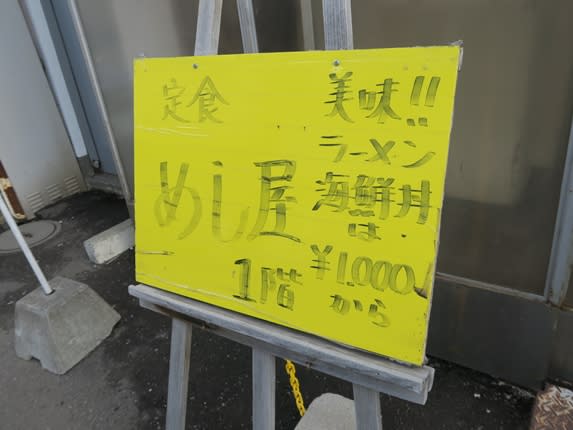 定食
めし屋
1階
美味!!
ラーメン
海鮮丼
は
¥1,000
から